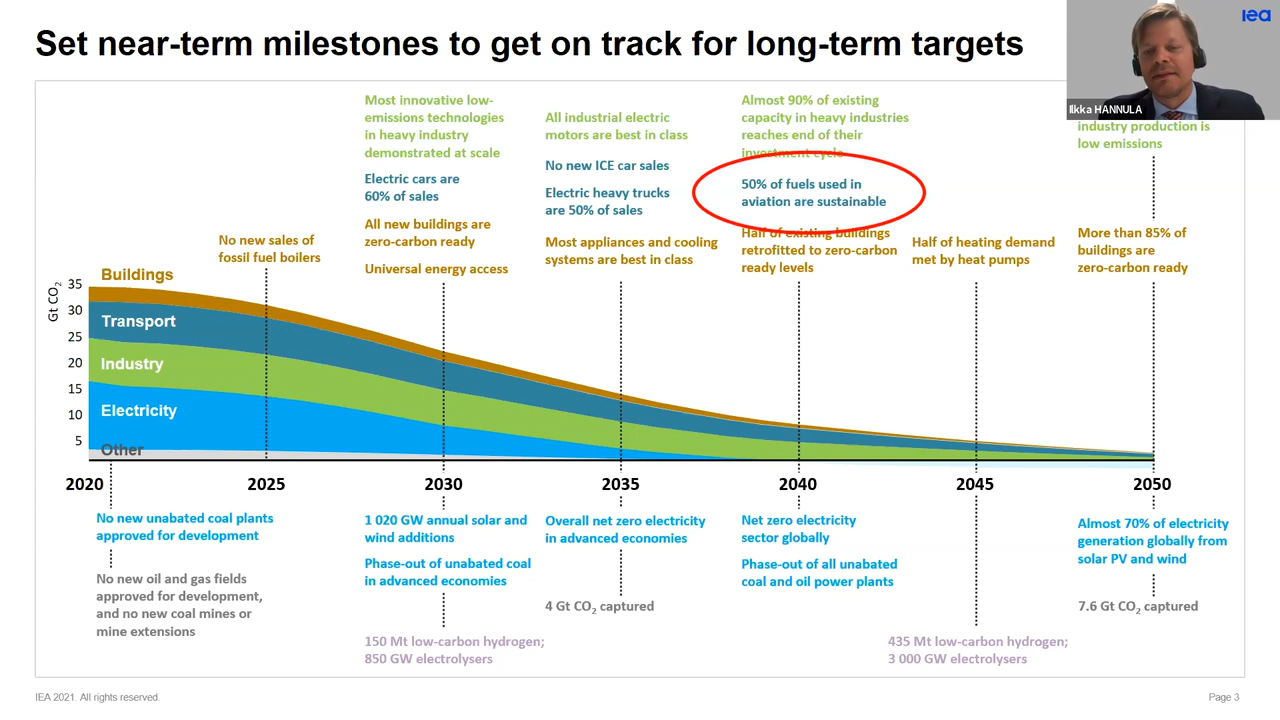 iea
Set near-term milestones to get on track for long-term targets
Ilkka HANNULA
Most innovative low-
emissions technologies
in heavy industry
demonstrated at scale
Electric cars are
60% of sales
All new buildings are
zero-carbon ready
Universal energy access
All industrial electric
motors are best in class
No new ICE car sales
Electric heavy trucks
are 50% of sales
Most appliances and cooling
systems are best in class
Almost 90% of existing
capacity in heavy industries
reaches end of their
investment cycle
50% of fuels used in
aviation are sustainable
Half of existing buildings
retrofitted to zero-carbon
ready levels
industry production is
low emissions
No new sales of
fossil fuel boilers
Half of heating demand
met by heat pumps
More than 85% of
buildings are
zero-carbon ready
Gt CO₂
35
30
25
20
15
10
5
Buildings
Transport
Industry
Electricity
Other
2020 2025 2030 2035 2040 2045 2050
No new unabated coal plants
approved for development
No new oil and gas fields
approved for development,
and no new coal mines or
mine extensions
1 020 GW annual solar and
wind additions
Phase-out of unabated coal
in advanced economies
150 Mt low-carbon hydrogen;
850 GW electrolysers
Overall net zero electricity
in advanced economies
4 Gt CO₂ captured
Net zero electricity
sector globally
Phase-out of all unabated
coal and oil power plants
435 Mt low-carbon hydrogen;
3 000 GW electrolysers
Almost 70% of electricity
generation globally from
solar PV and wind
7.6 Gt CO₂ captured
IEA 2021. All rights reserved.
Page 3